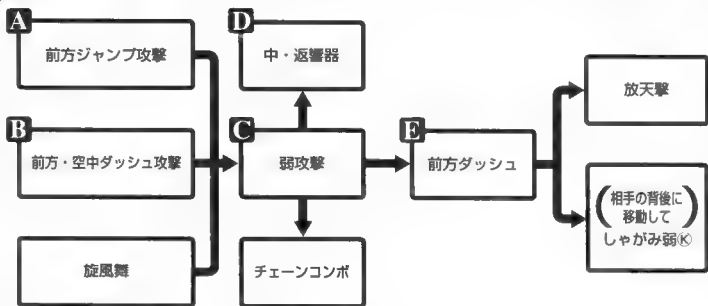 A
前方ジャンプ攻撃
B
前方・空中ダッシュ攻撃
旋風舞
D
中・返響器
C
弱攻撃
チェーンコンボ
E
前方ダッシュ
放天撃
(相手の背後に
移動して)
しゃがみ弱Ⓚ